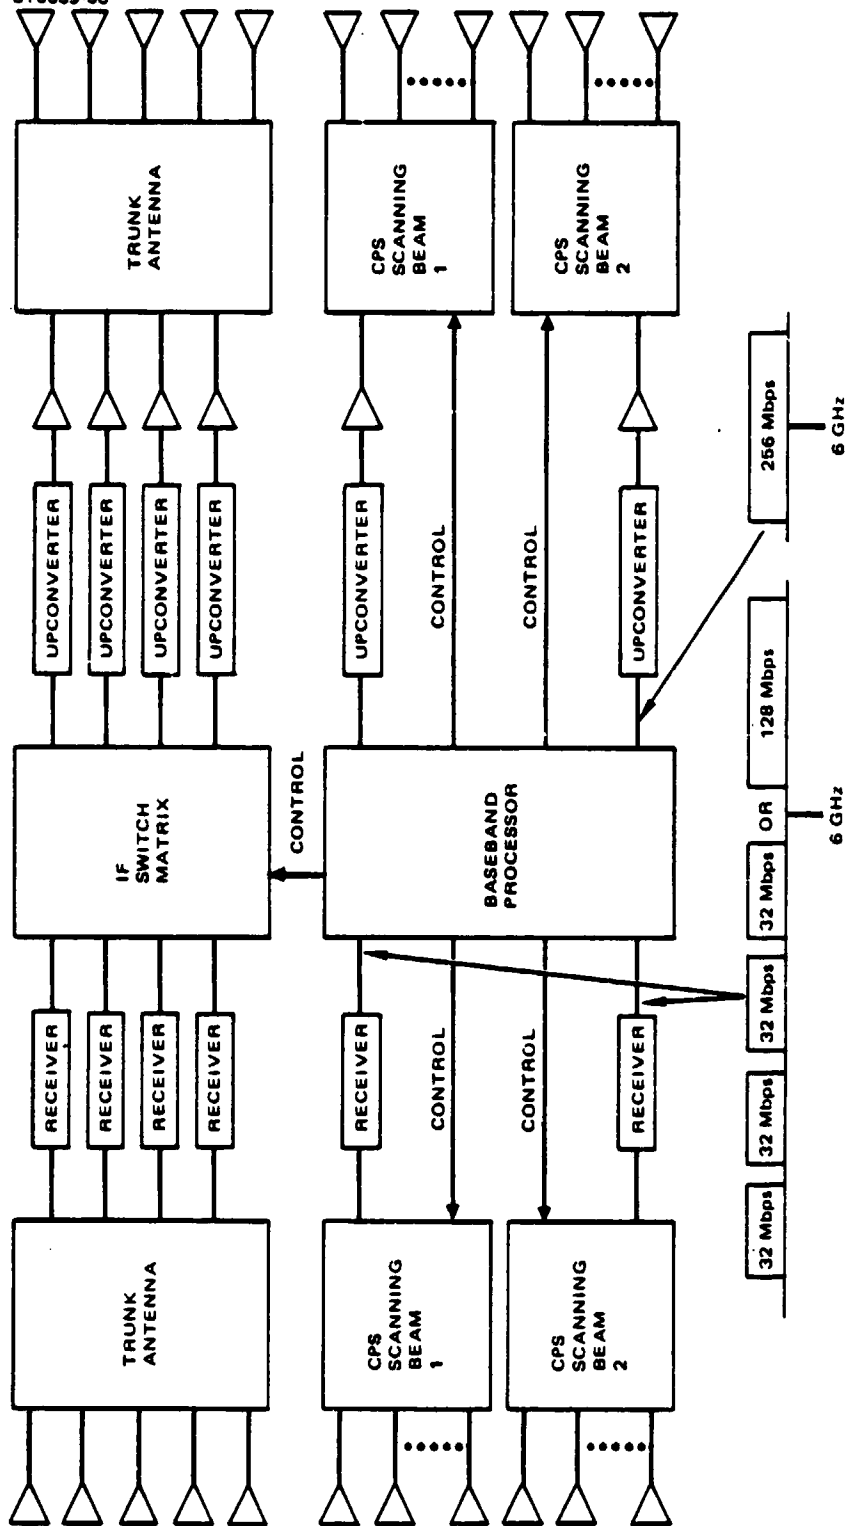 TRUNK
ANTENNA
RECEIVER
RECEIVER
RECEIVER
RECEIVER
IF
SWITCH
MATRIX
UPCONVERTER
UPCONVERTER
UPCONVERTER
UPCONVERTER
TRUNK
ANTENNA
CONTROL
CPS
SCANNING
BEAM
1
RECEIVER
CONTROL
BASEBAND
PROCESSOR
UPCONVERTER
CONTROL
CPS
SCANNING
BEAM
1
CPS
SCANNING
BEAM
2
CONTROL
RECEIVER
CONTROL
UPCONVERTER
CPS
SCANNING
BEAM
2
32 Mbps
32 Mbps
32 Mbps
32 Mbps
OR
128 Mbps
256 Mbps
6 GHz
6 GHz